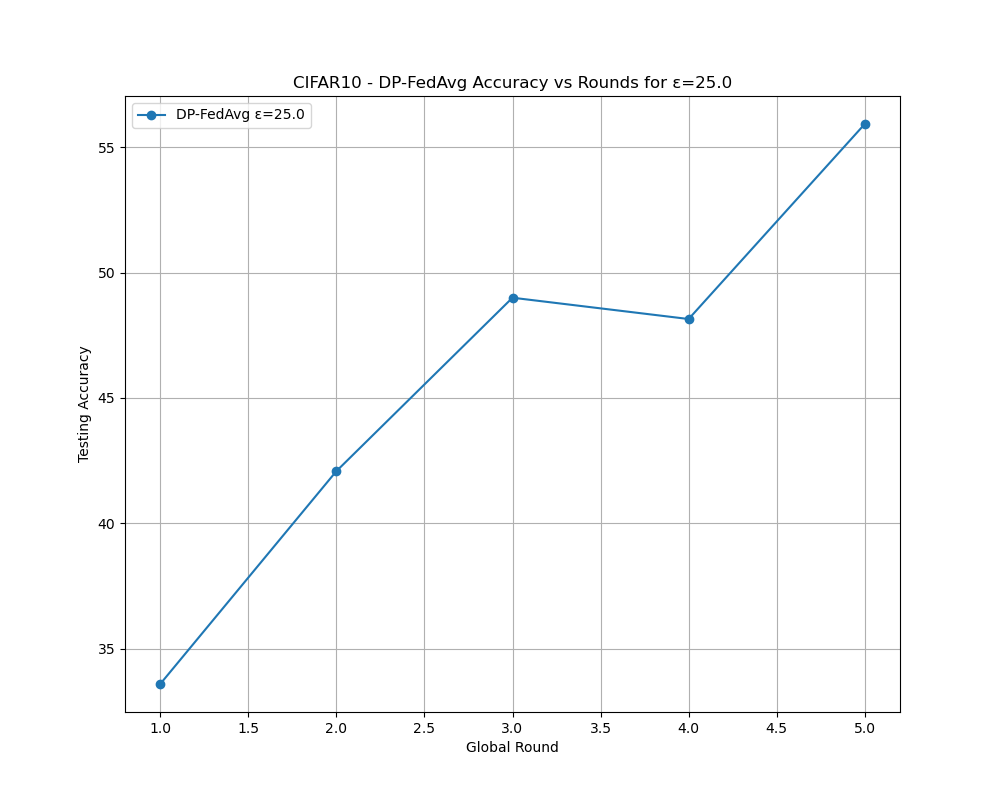 CIFAR10 - DP-FedAvg Accuracy vs Rounds for ε=25.0
DP-FedAvg ε=25.0
55
50
45
40
35
Testing Accuracy
1.0 1.5 2.0 2.5 3.0 3.5 4.0 4.5 5.0
Global Round